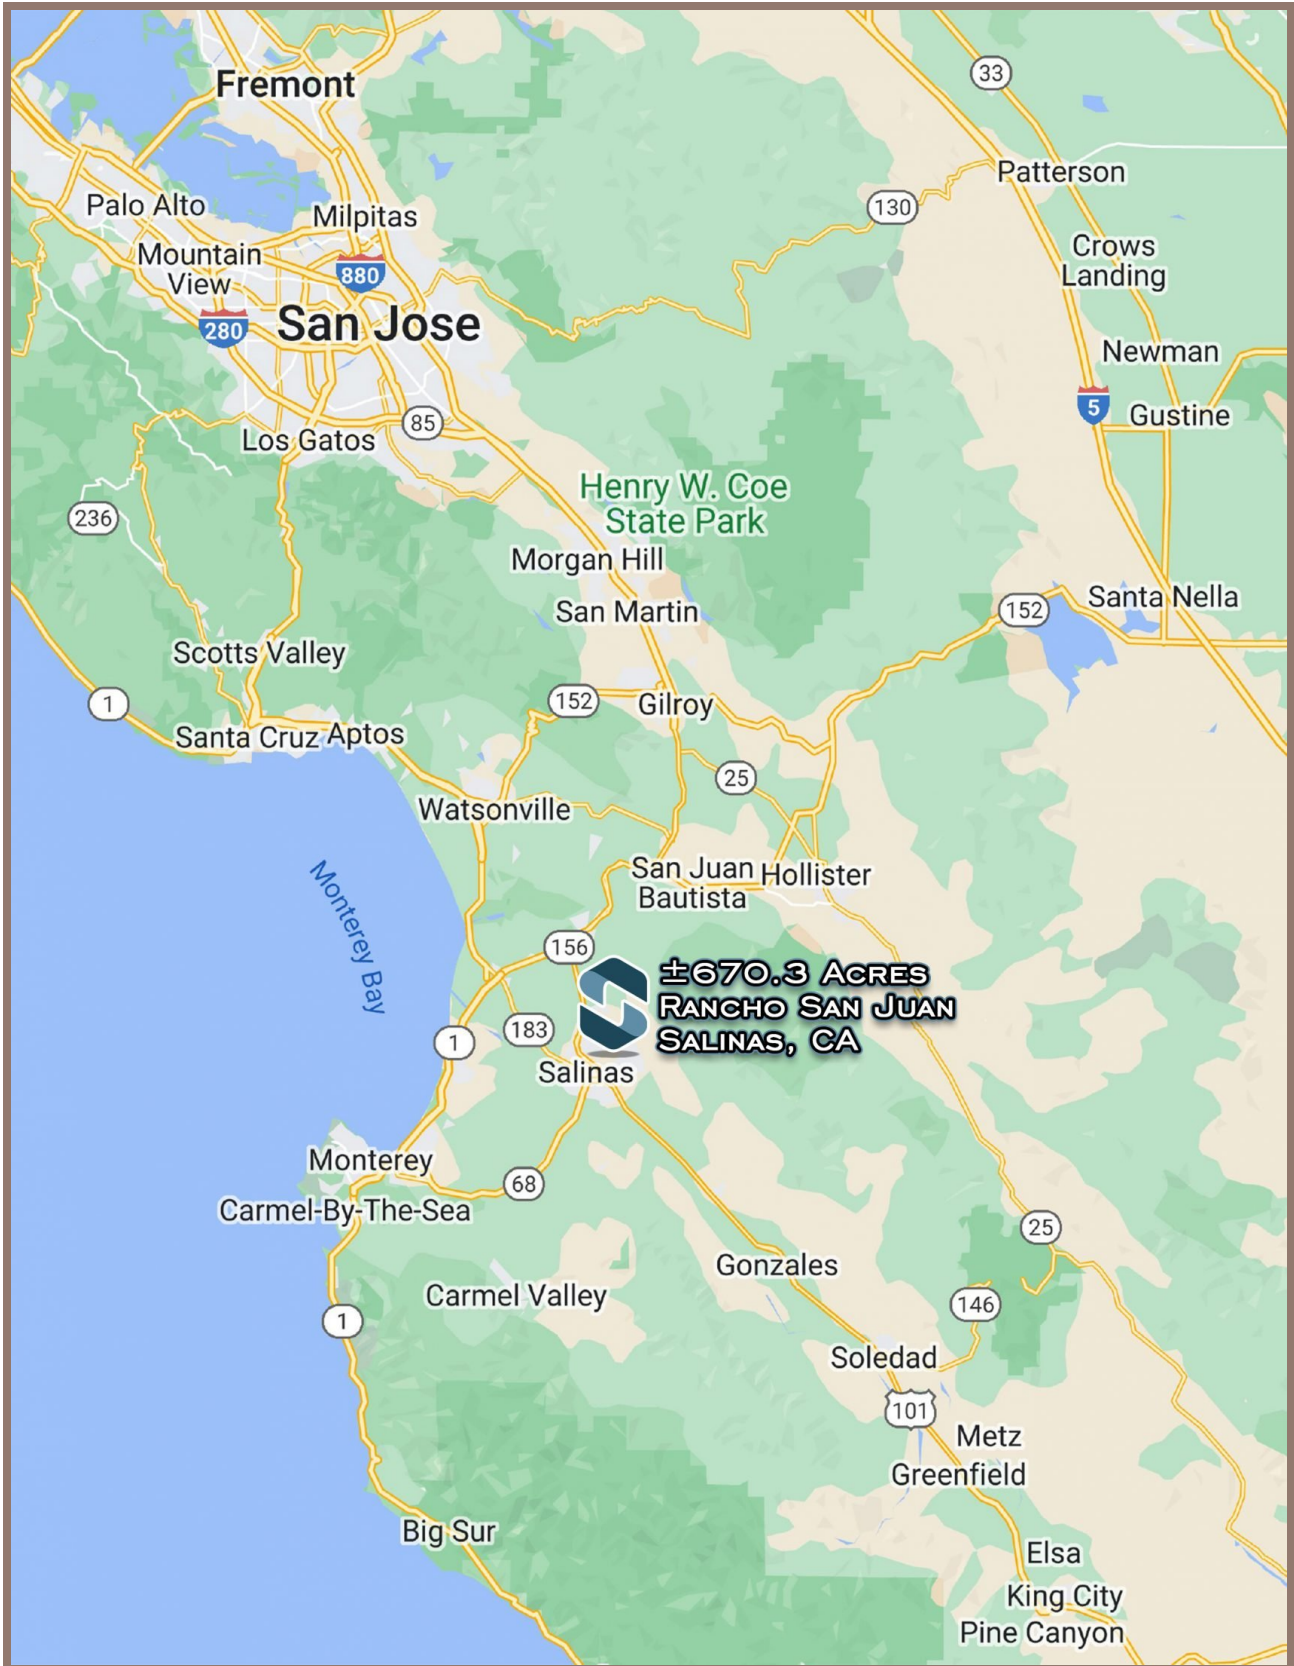 Fremont
33
Patterson
130
Palo Alto
Milpitas
Mountain
View
880
Crows
Landing
280
San Jose
Newman
5
Gustine
85
Los Gatos
Henry W. Coe
State Park
236
Morgan Hill
San Martin
152
Santa Nella
Scotts Valley
1
152
Gilroy
Santa Cruz
Aptos
25
Watsonville
San Juan
Bautista
Hollister
Monterey Bay
156
±670.3 Acres
Rancho San Juan
Salinas, CA
183
1
Salinas
Monterey
68
Carmel-By-The-Sea
25
Gonzales
Carmel Valley
146
1
Soledad
101
Metz
Greenfield
Big Sur
Elsa
King City
Pine Canyon